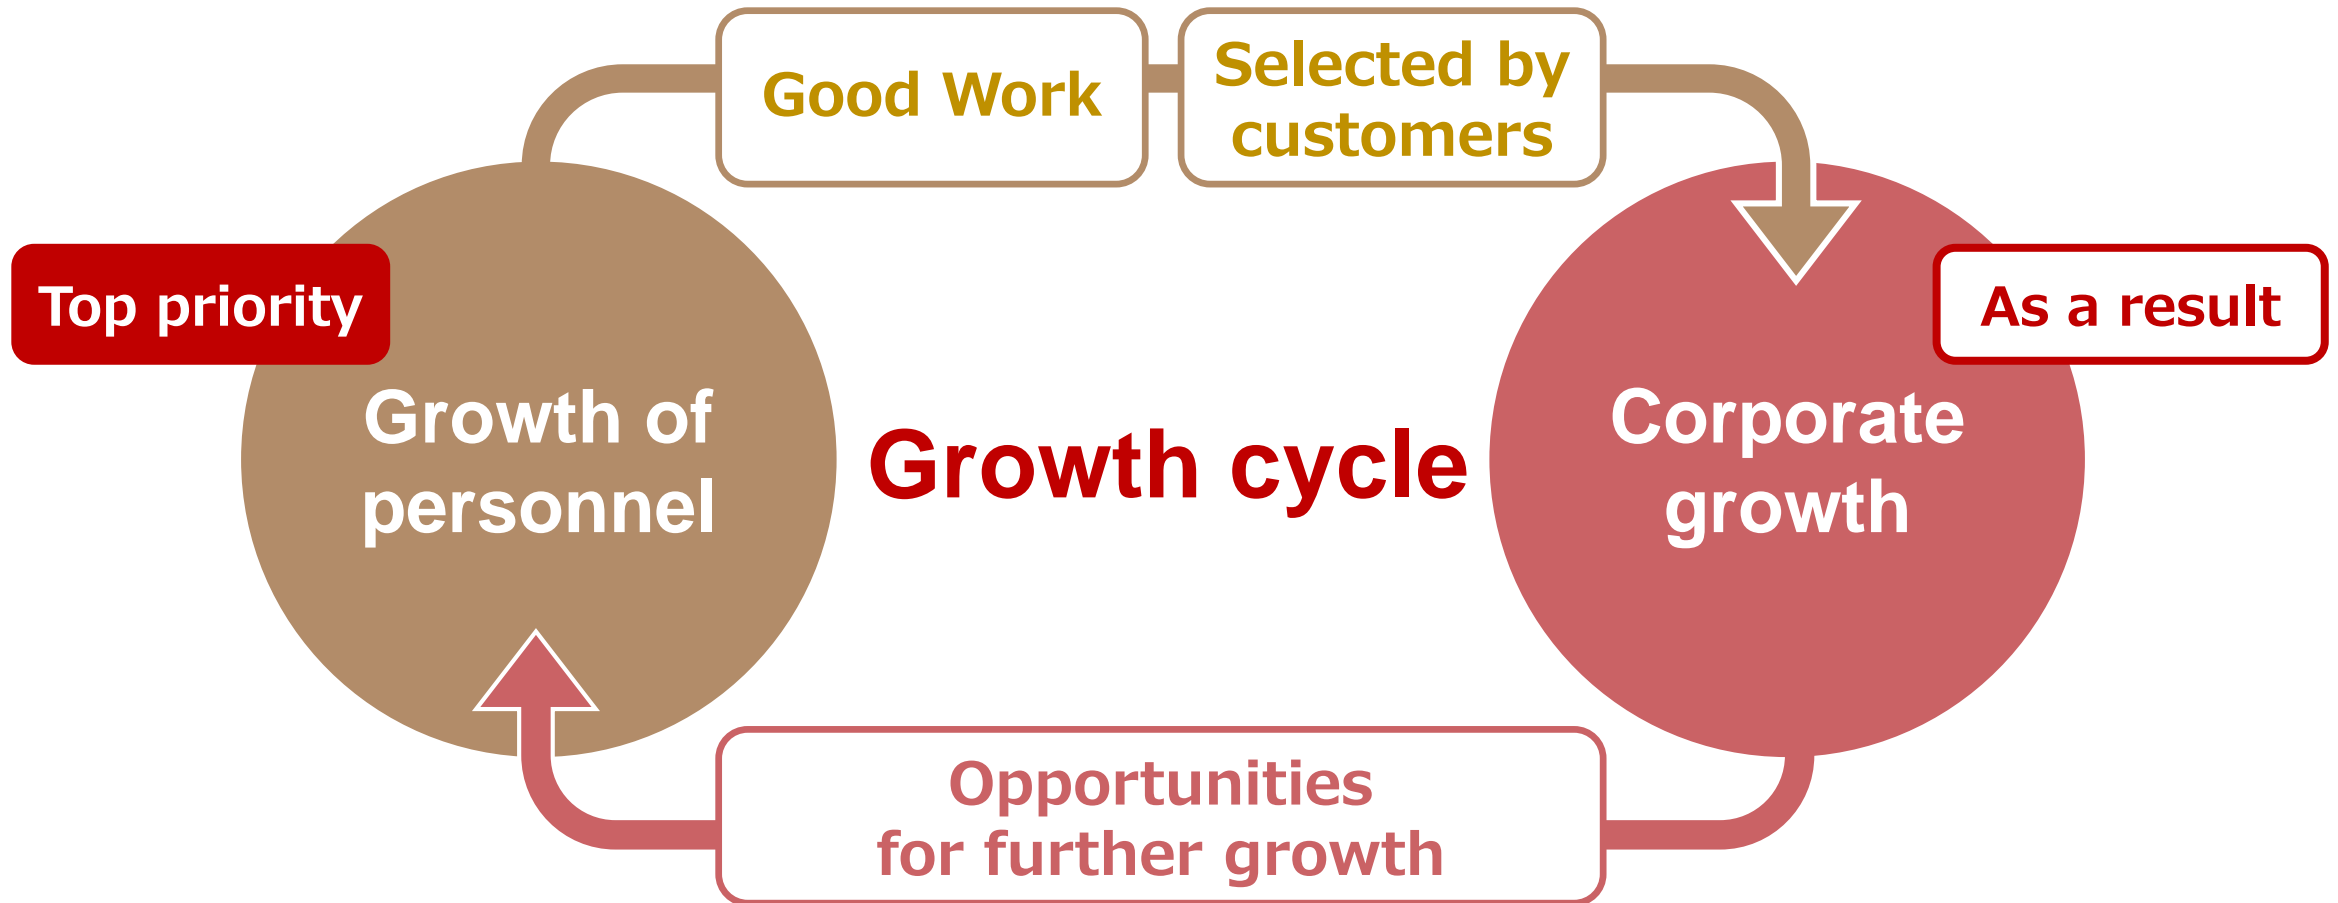 Good Work
Selected by
customers
Top priority
As a result
Growth of
personnel
Growth cycle
Corporate
growth
Opportunities
for further growth